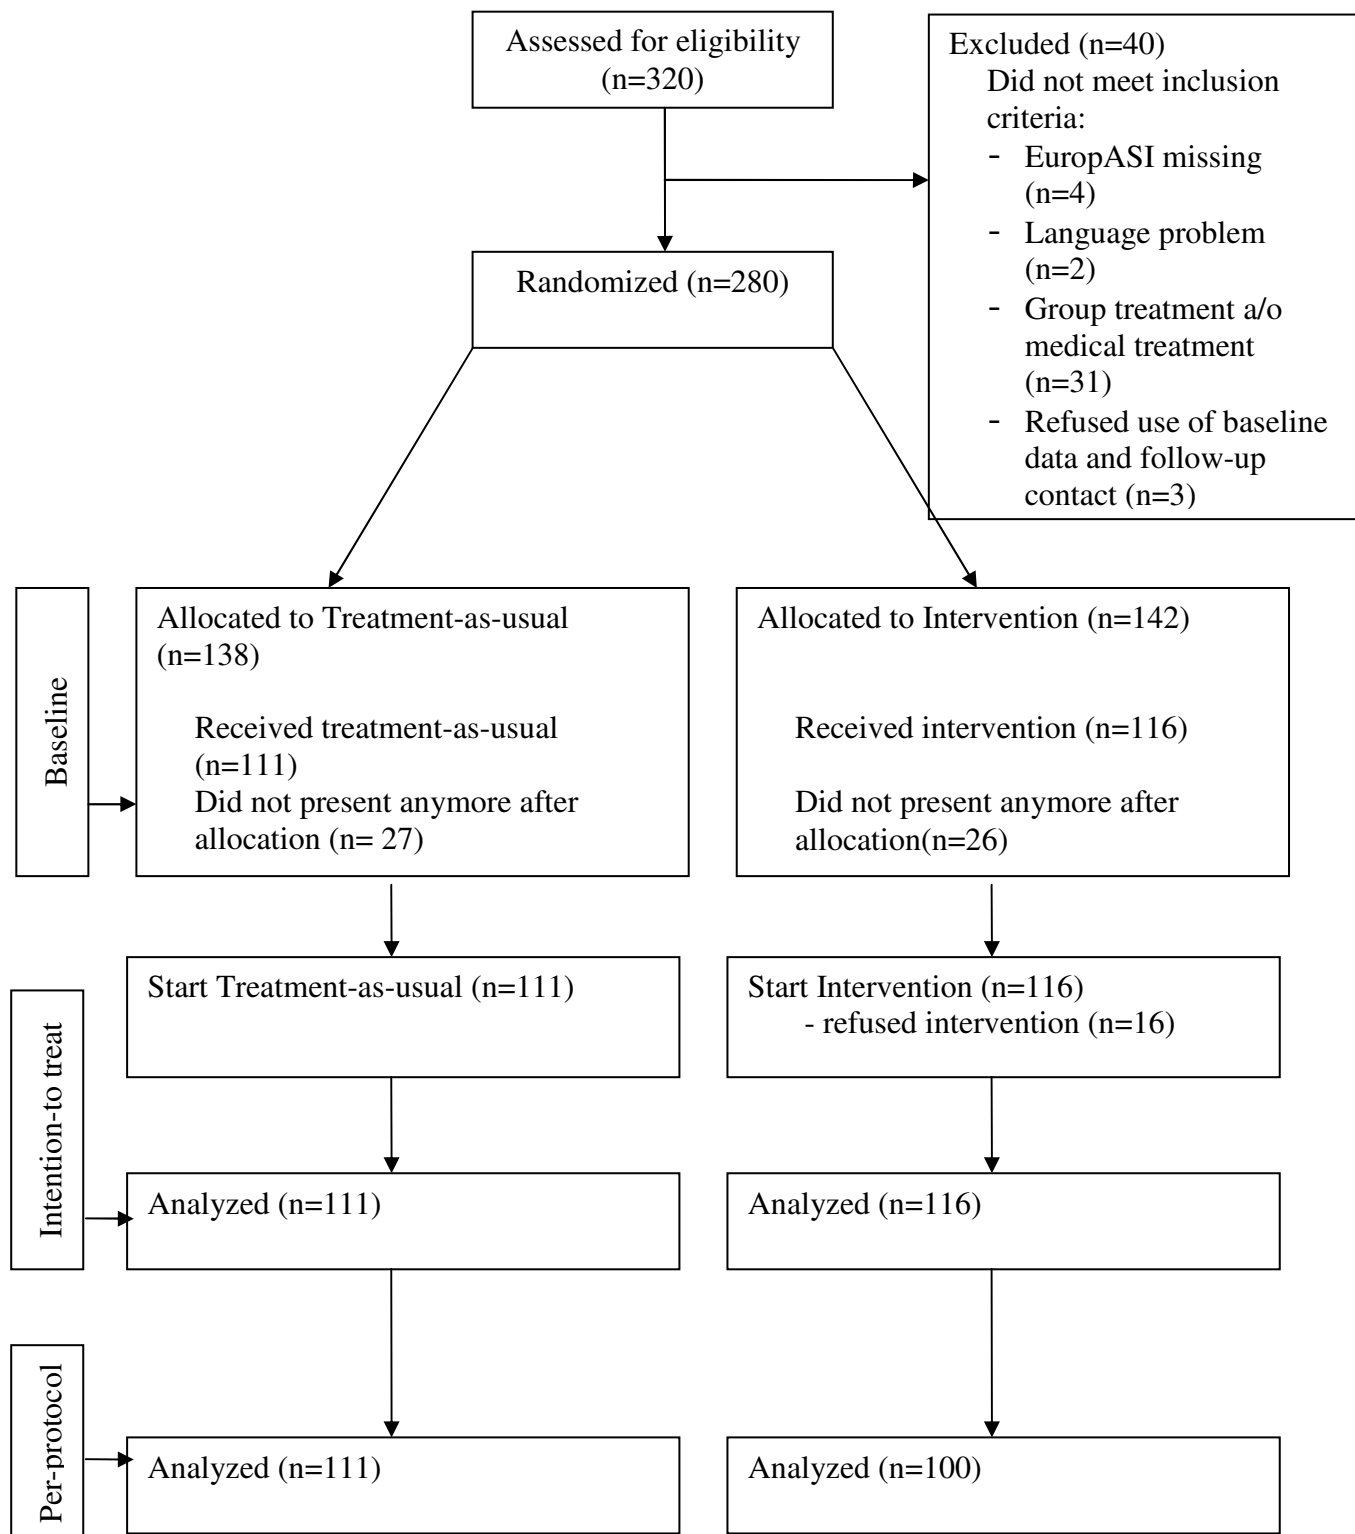 Assessed for eligibility
(n=320)
Excluded (n=40)
Did not meet inclusion
criteria:
- EuropASI missing
(n=4)
- Language problem
(n=2)
- Group treatment a/o
medical treatment
(n=31)
- Refused use of baseline
data and follow-up
contact (n=3)
Randomized (n=280)
Baseline
Allocated to Treatment-as-usual
(n=138)
Received treatment-as-usual
(n=111)
Did not present anymore after
allocation (n= 27)
Allocated to Intervention (n=142)
Received intervention (n=116)
Did not present anymore after
allocation(n=26)
Start Treatment-as-usual (n=111)
Start Intervention (n=116)
- refused intervention (n=16)
Intention-to treat
Analyzed (n=111)
Analyzed (n=116)
Per-protocol
Analyzed (n=111)
Analyzed (n=100)